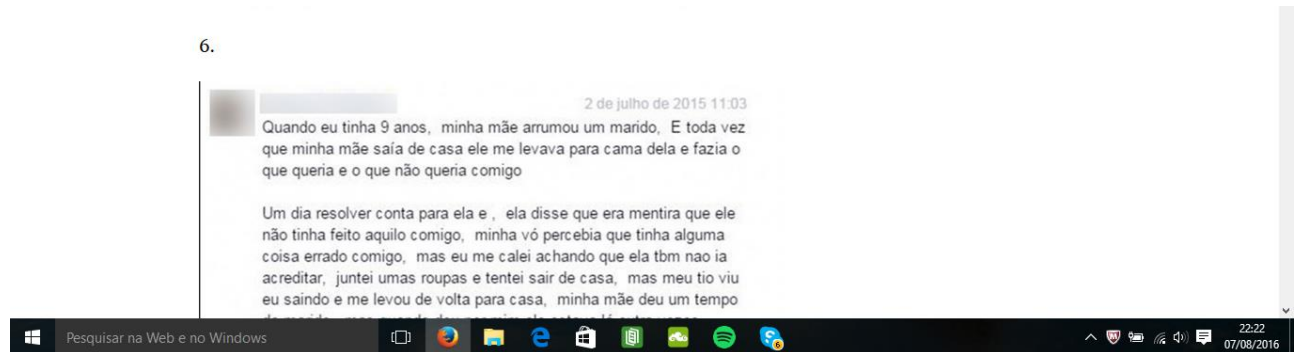 6.
2 de julho de 2015 11:03
Quando eu tinha 9 anos, minha mãe arrumou um marido, E toda vez
que minha mãe saía de casa ele me levava para cama dela e fazia o
que queria e o que não queria comigo
Um dia resolver conta para ela e , ela disse que era mentira que ele
não tinha feito aquilo comigo, minha vó percebia que tinha alguma
coisa errado comigo, mas eu me calei achando que ela tbm nao ia
acreditar, juntei umas roupas e tentei sair de casa, mas meu tio viu
eu saindo e me levou de volta para casa, minha mãe deu um tempo
Pesquisar na Web e no Windows
22:22
07/08/2016